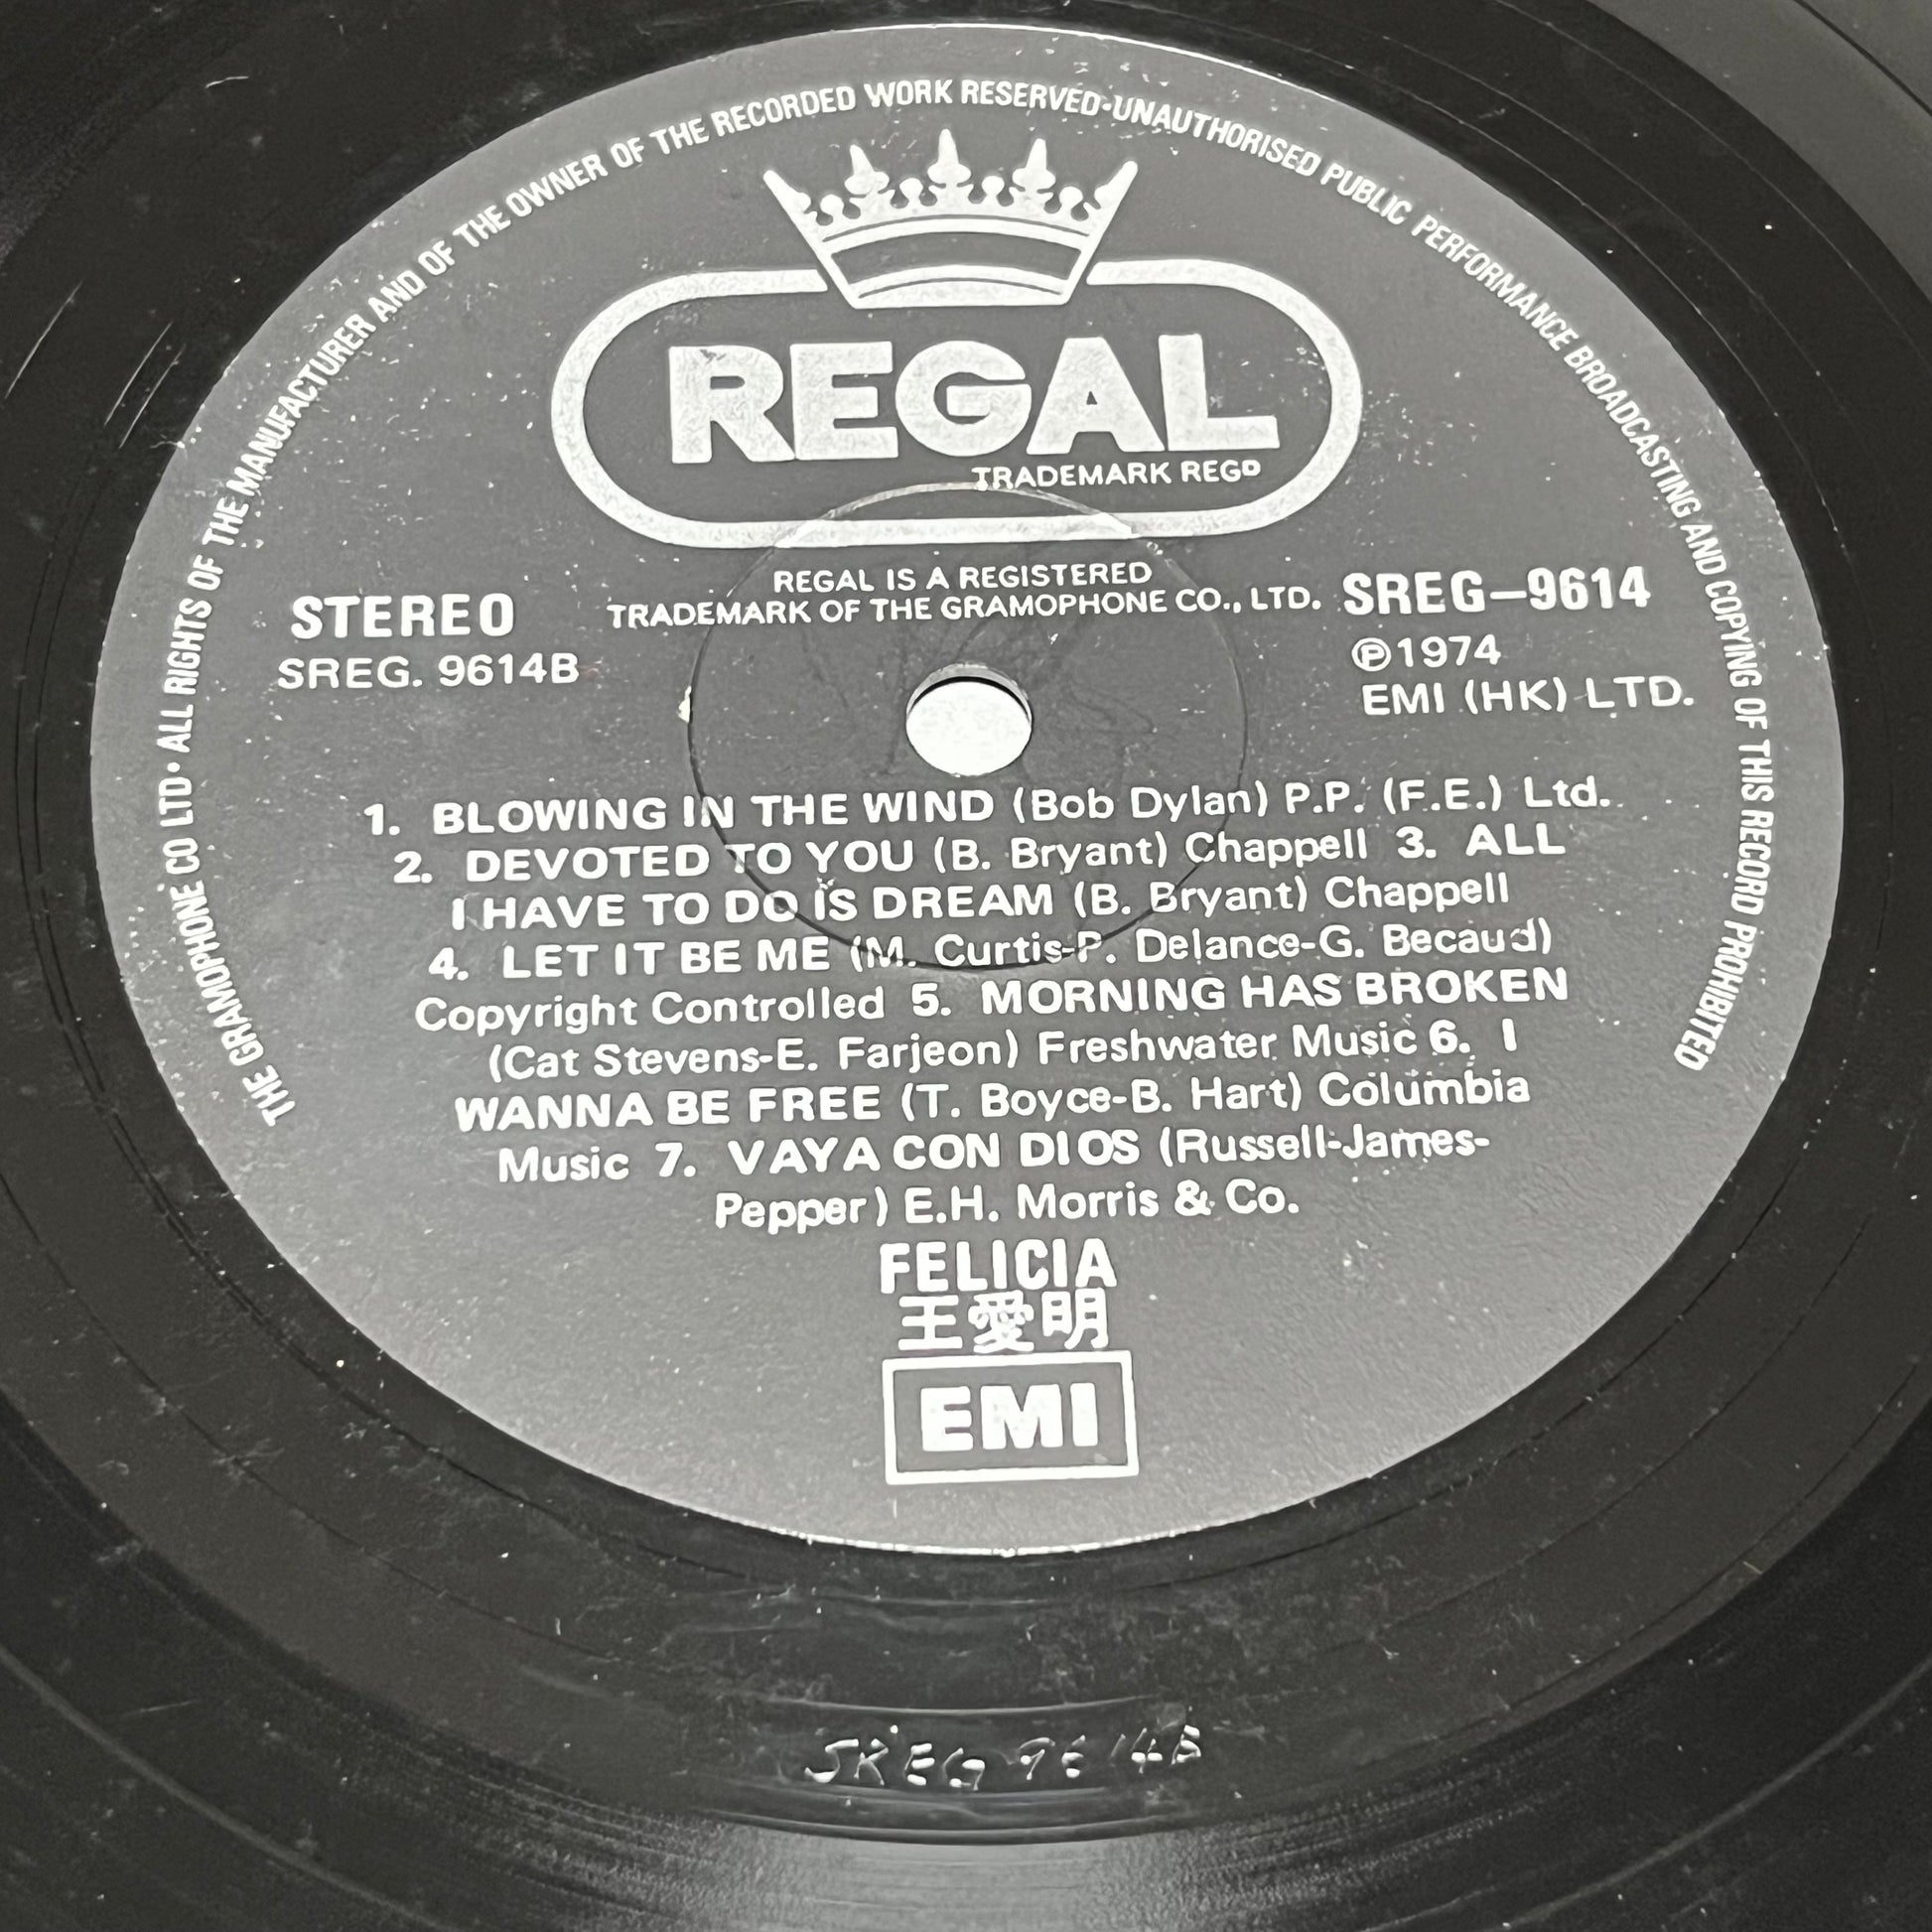 THE GRAMOPHONE CO LTD • ALL RIGHTS OF THE MANUFACTURER AND OF THE OWNER OF THE RECORDED WORK RESERVED•UNAUTHORISED PUBLIC PERFORMANCE BROADCASTING AND COPYING OF THIS RECORD PROHIBITED
REGAL
TRADEMARK REGD
REGAL IS A REGISTERED
TRADEMARK OF THE GRAMOPHONE CO., LTD.
STEREO
SREG. 9614B
SREG–9614
Ⓟ1974
EMI (HK) LTD.
1. BLOWING IN THE WIND (Bob Dylan) P.P. (F.E.) Ltd.
2. DEVOTED TO YOU (B. Bryant) Chappell 3. ALL
I HAVE TO DO IS DREAM (B. Bryant) Chappell
4. LET IT BE ME (M. Curtis-P. Delance-G. Becaud)
Copyright Controlled 5. MORNING HAS BROKEN
(Cat Stevens-E. Farjeon) Freshwater Music 6. I
WANNA BE FREE (T. Boyce-B. Hart) Columbia
Music 7. VAYA CON DIOS (Russell-James-
Pepper) E.H. Morris & Co.
FELICIA
王愛明
EMI
SREG 9614B